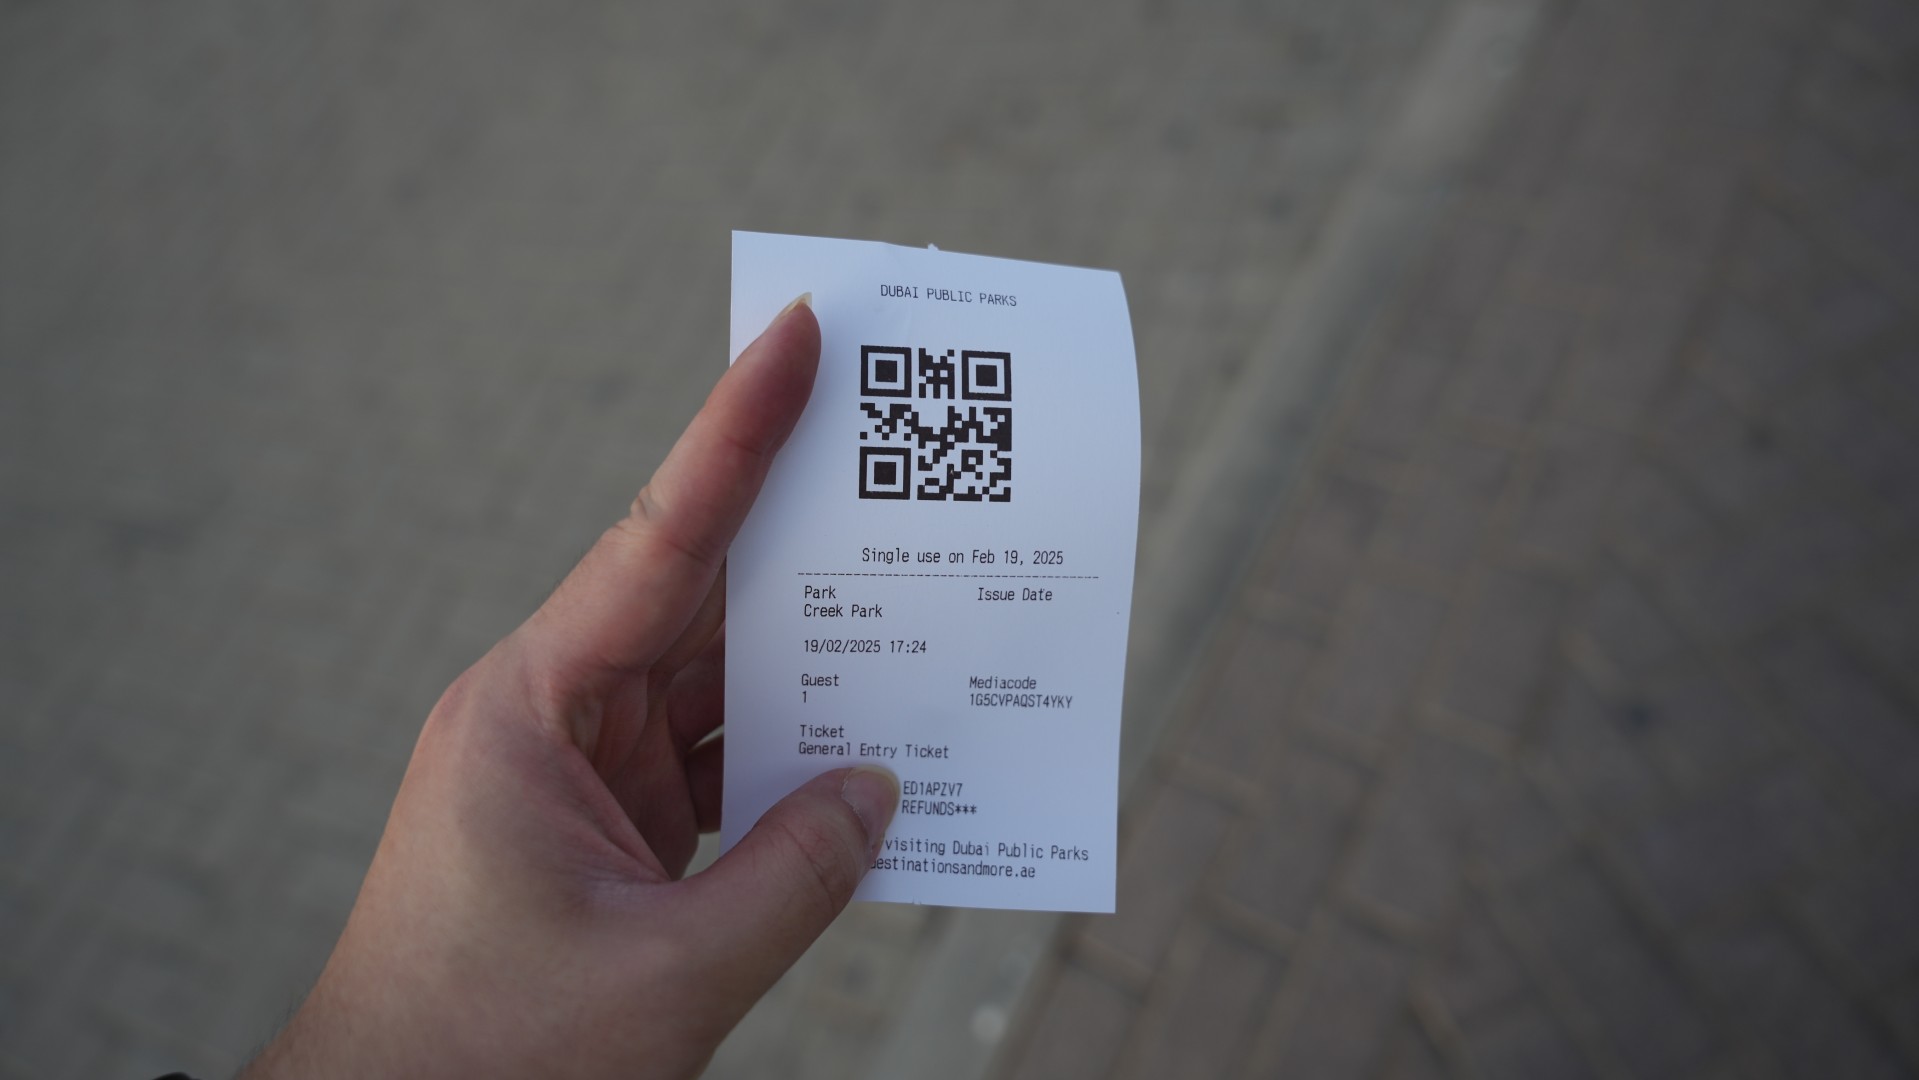 DUBAI PUBLIC PARKS
Single use on Feb 19, 2025
Park Issue Date
Creek Park
19/02/2025 17:24
Guest Mediacode
1 1G5CVPAQST4YKY
Ticket
General Entry Ticket
ED1APZV7
REFUNDS***
visiting Dubai Public Parks
destinationsandmore.ae